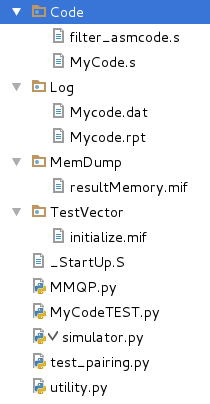 Code
filter_asmcode.s
MyCode.s
Log
Mycode.dat
Mycode.rpt
MemDump
resultMemory.mif
TestVector
initialize.mif
_StartUp.S
MMQP.py
MyCodeTEST.py
simulator.py
test_pairing.py
utility.py